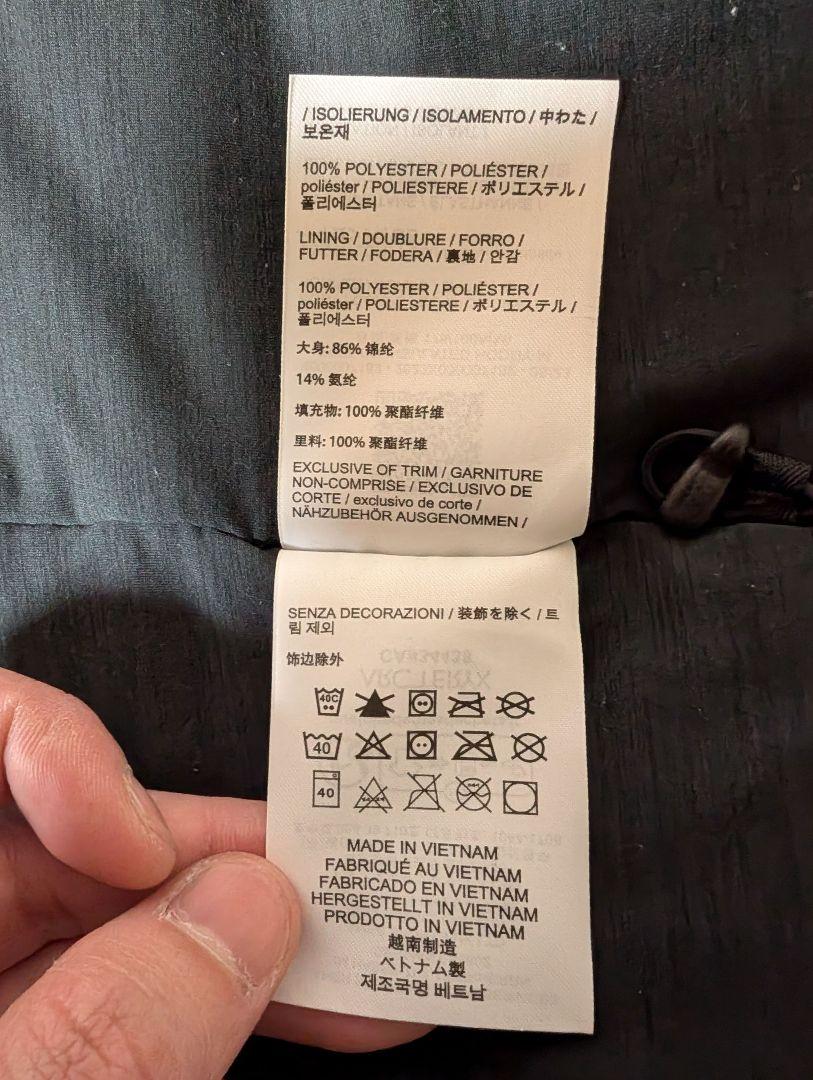 / ISOLIERUNG / ISOLAMENTO / 中わた /
보온재
100% POLYESTER / POLIÉSTER /
poliéster / POLIESTERE / ポリエステル /
폴리에스터
LINING / DOUBLURE / FORRO /
FUTTER / FODERA / 裏地 / 안감
100% POLYESTER / POLIÉSTER /
poliéster / POLIESTERE / ポリエステル /
폴리에스터
大身: 86% 锦纶
14% 氨纶
填充物: 100% 聚酯纤维
里料: 100% 聚酯纤维
EXCLUSIVE OF TRIM / GARNITURE
NON-COMPRISE / EXCLUSIVO DE
CORTE / exclusivo de corte /
NÄHZUBEHÖR AUSGENOMMEN /
SENZA DECORAZIONI / 装飾を除く / 트
림 제외
饰边除外
40C
40
40
MADE IN VIETNAM
FABRIQUÉ AU VIETNAM
FABRICADO EN VIETNAM
HERGESTELLT IN VIETNAM
PRODOTTO IN VIETNAM
越南制造
ベトナム製
제조국명 베트남